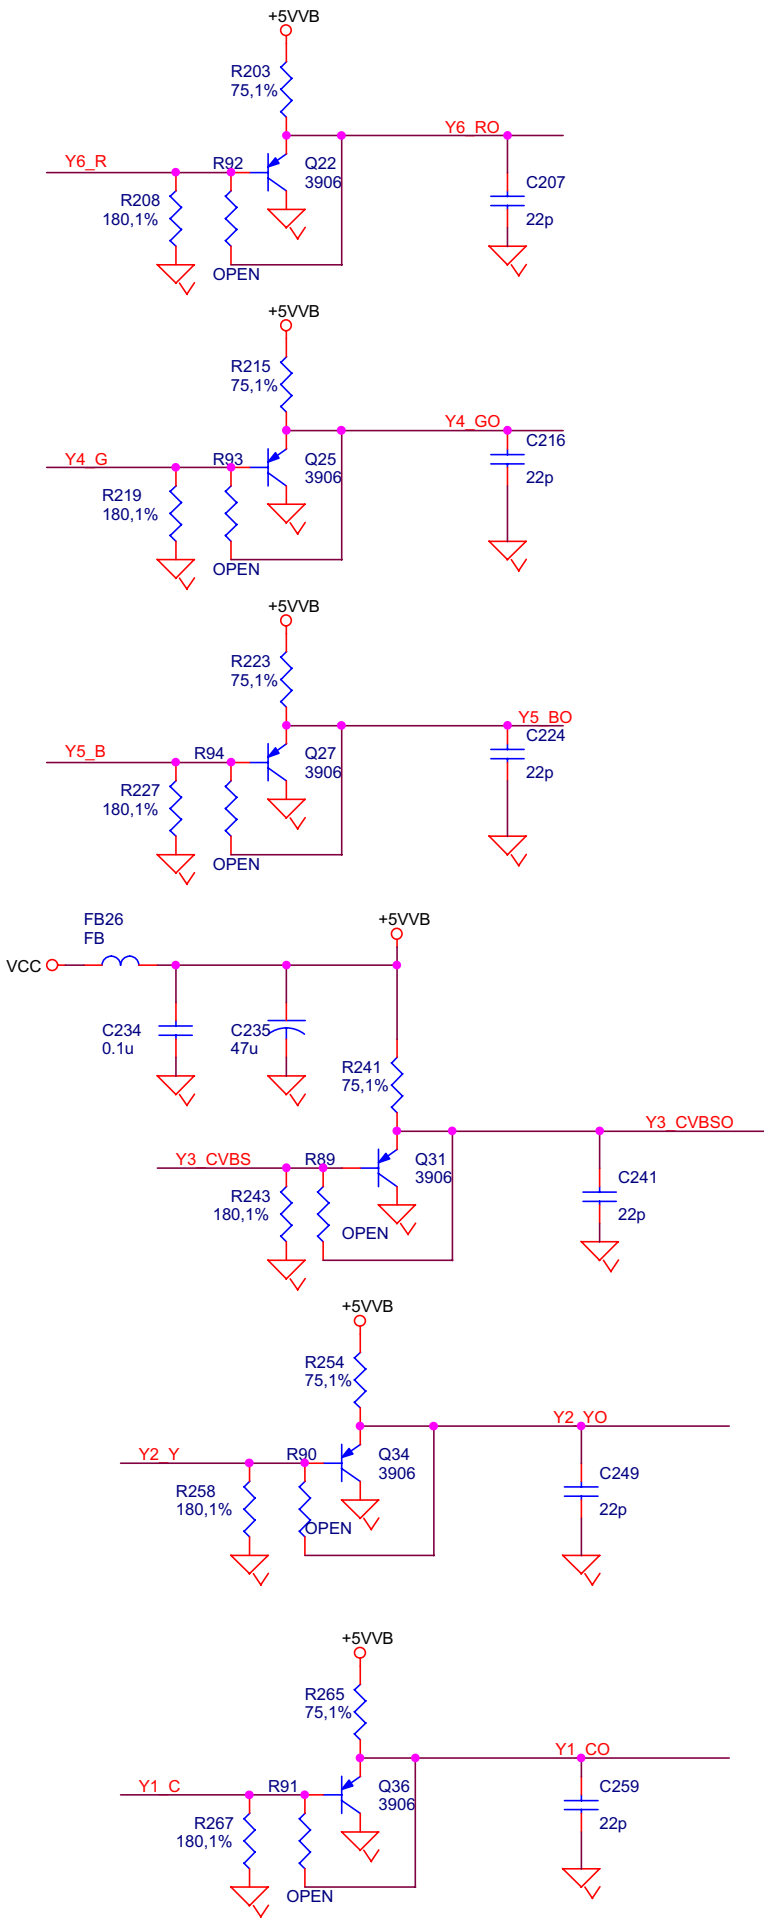 +5VVB
R203
75,1%
Y6_RO
Y6_R
R92
Q22
3906
R208
180,1%
C207
22p
OPEN
+5VVB
R215
75,1%
Y4_GO
C216
22p
Y4_G
R93
Q25
3906
R219
180,1%
OPEN
+5VVB
R223
75,1%
Y5_BO
C224
22p
Y5_B
R94
Q27
3906
R227
180,1%
OPEN
FB26
FB
+5VVB
VCC
C234
0.1u
C235
47u
R241
75,1%
Y3_CVBSO
Y3_CVBS
R89
Q31
3906
R243
180,1%
C241
22p
OPEN
+5VVB
R254
75,1%
Y2_YO
Y2_Y
R90
Q34
3906
R258
180,1%
C249
22p
OPEN
+5VVB
R265
75,1%
Y1_CO
Y1_C
R91
Q36
3906
R267
180,1%
C259
22p
OPEN